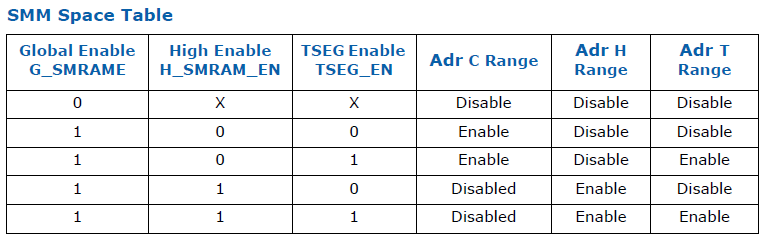 SMM Space Table
Global Enable G_SMRAME High Enable H_SMRAM_EN TSEG Enable TSEG_EN Adr C Range Adr H Range Adr T Range
0 X X Disable Disable Disable
1 0 0 Enable Disable Disable
1 0 1 Enable Disable Enable
1 1 0 Disabled Enable Disable
1 1 1 Disabled Enable Enable